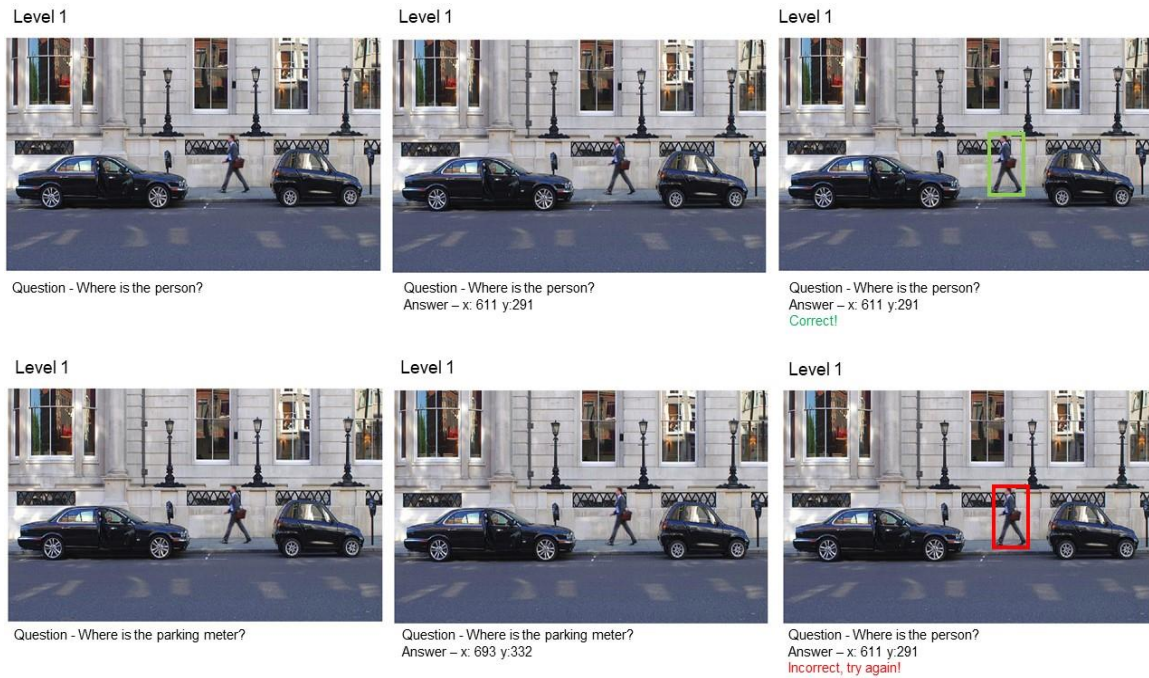 Level 1
Level 1
Level 1
Question - Where is the person?
Question - Where is the person?
Answer – x: 611 y:291
Question - Where is the person?
Answer – x: 611 y:291
Correct!
Level 1
Level 1
Level 1
Question - Where is the parking meter?
Question - Where is the parking meter?
Answer – x: 693 y:332
Question - Where is the person?
Answer – x: 611 y:291
Incorrect, try again!